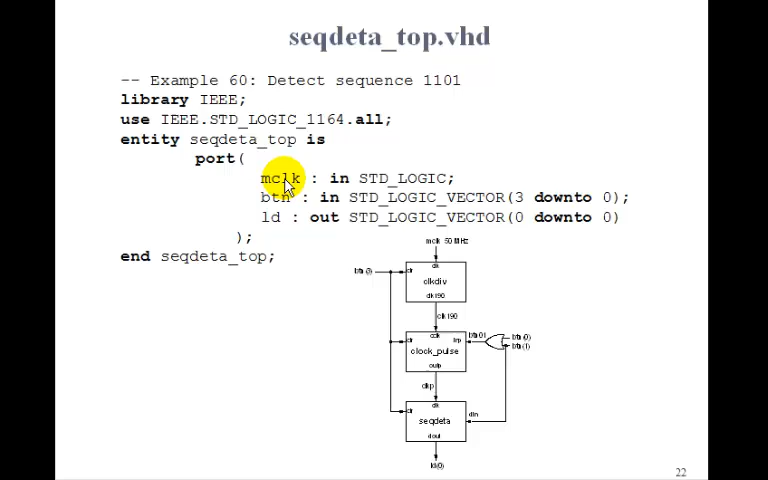 seqdeta_top.vhd
-- Example 60: Detect sequence 1101
library IEEE;
use IEEE.STD_LOGIC_1164.all;
entity seqdeta_top is
port(
mclk : in STD_LOGIC;
btn : in STD_LOGIC_VECTOR(3 downto 0);
ld : out STD_LOGIC_VECTOR(0 downto 0)
);
end seqdeta_top;
mclk 50 MHz
clk
clr
clkdiv
clk190
clk190
cclk
btn01
btn(0)
clr
inp
btn(1)
clock_pulse
outp
clkp
clk
clr
din
seqdeta
dout
ld(0)
22